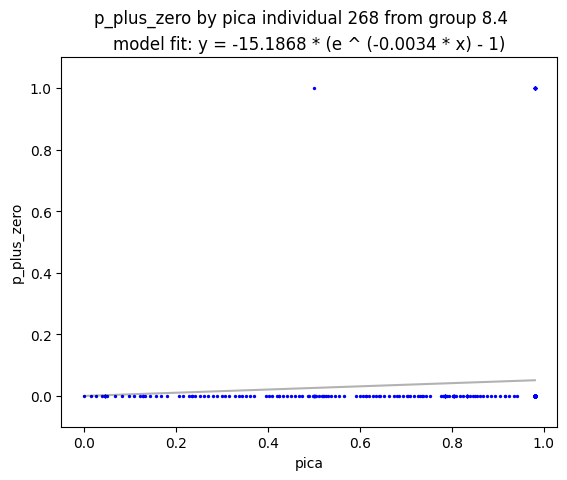 p_plus_zero by pica individual 268 from group 8.4
model fit: y = -15.1868 * (e ^ (-0.0034 * x) - 1)
1.0
0.8
0.6
0.4
0.2
0.0
p_plus_zero
0.0 0.2 0.4 0.6 0.8 1.0
pica